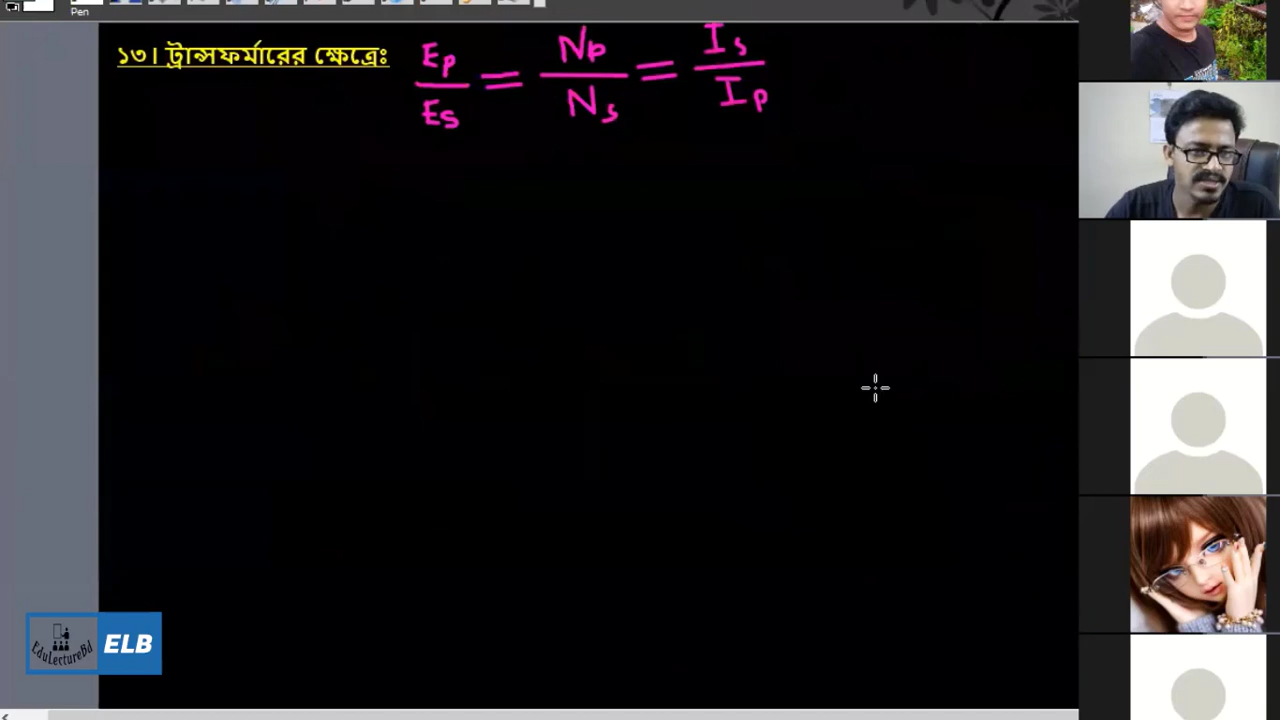 Pen
১৩। ট্রান্সফর্মারের ক্ষেত্রেঃ Ep/Es = Np/Ns = Is/Ip
EduLectureBd ELB